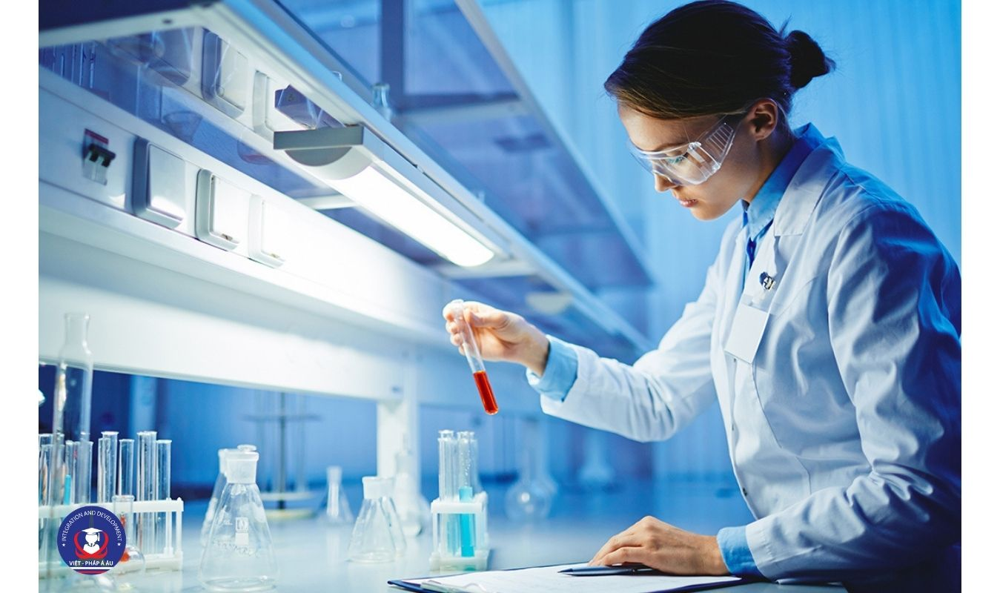 INTEGRATION AND DEVELOPMENT
VIỆT - PHÁP Á ÂU